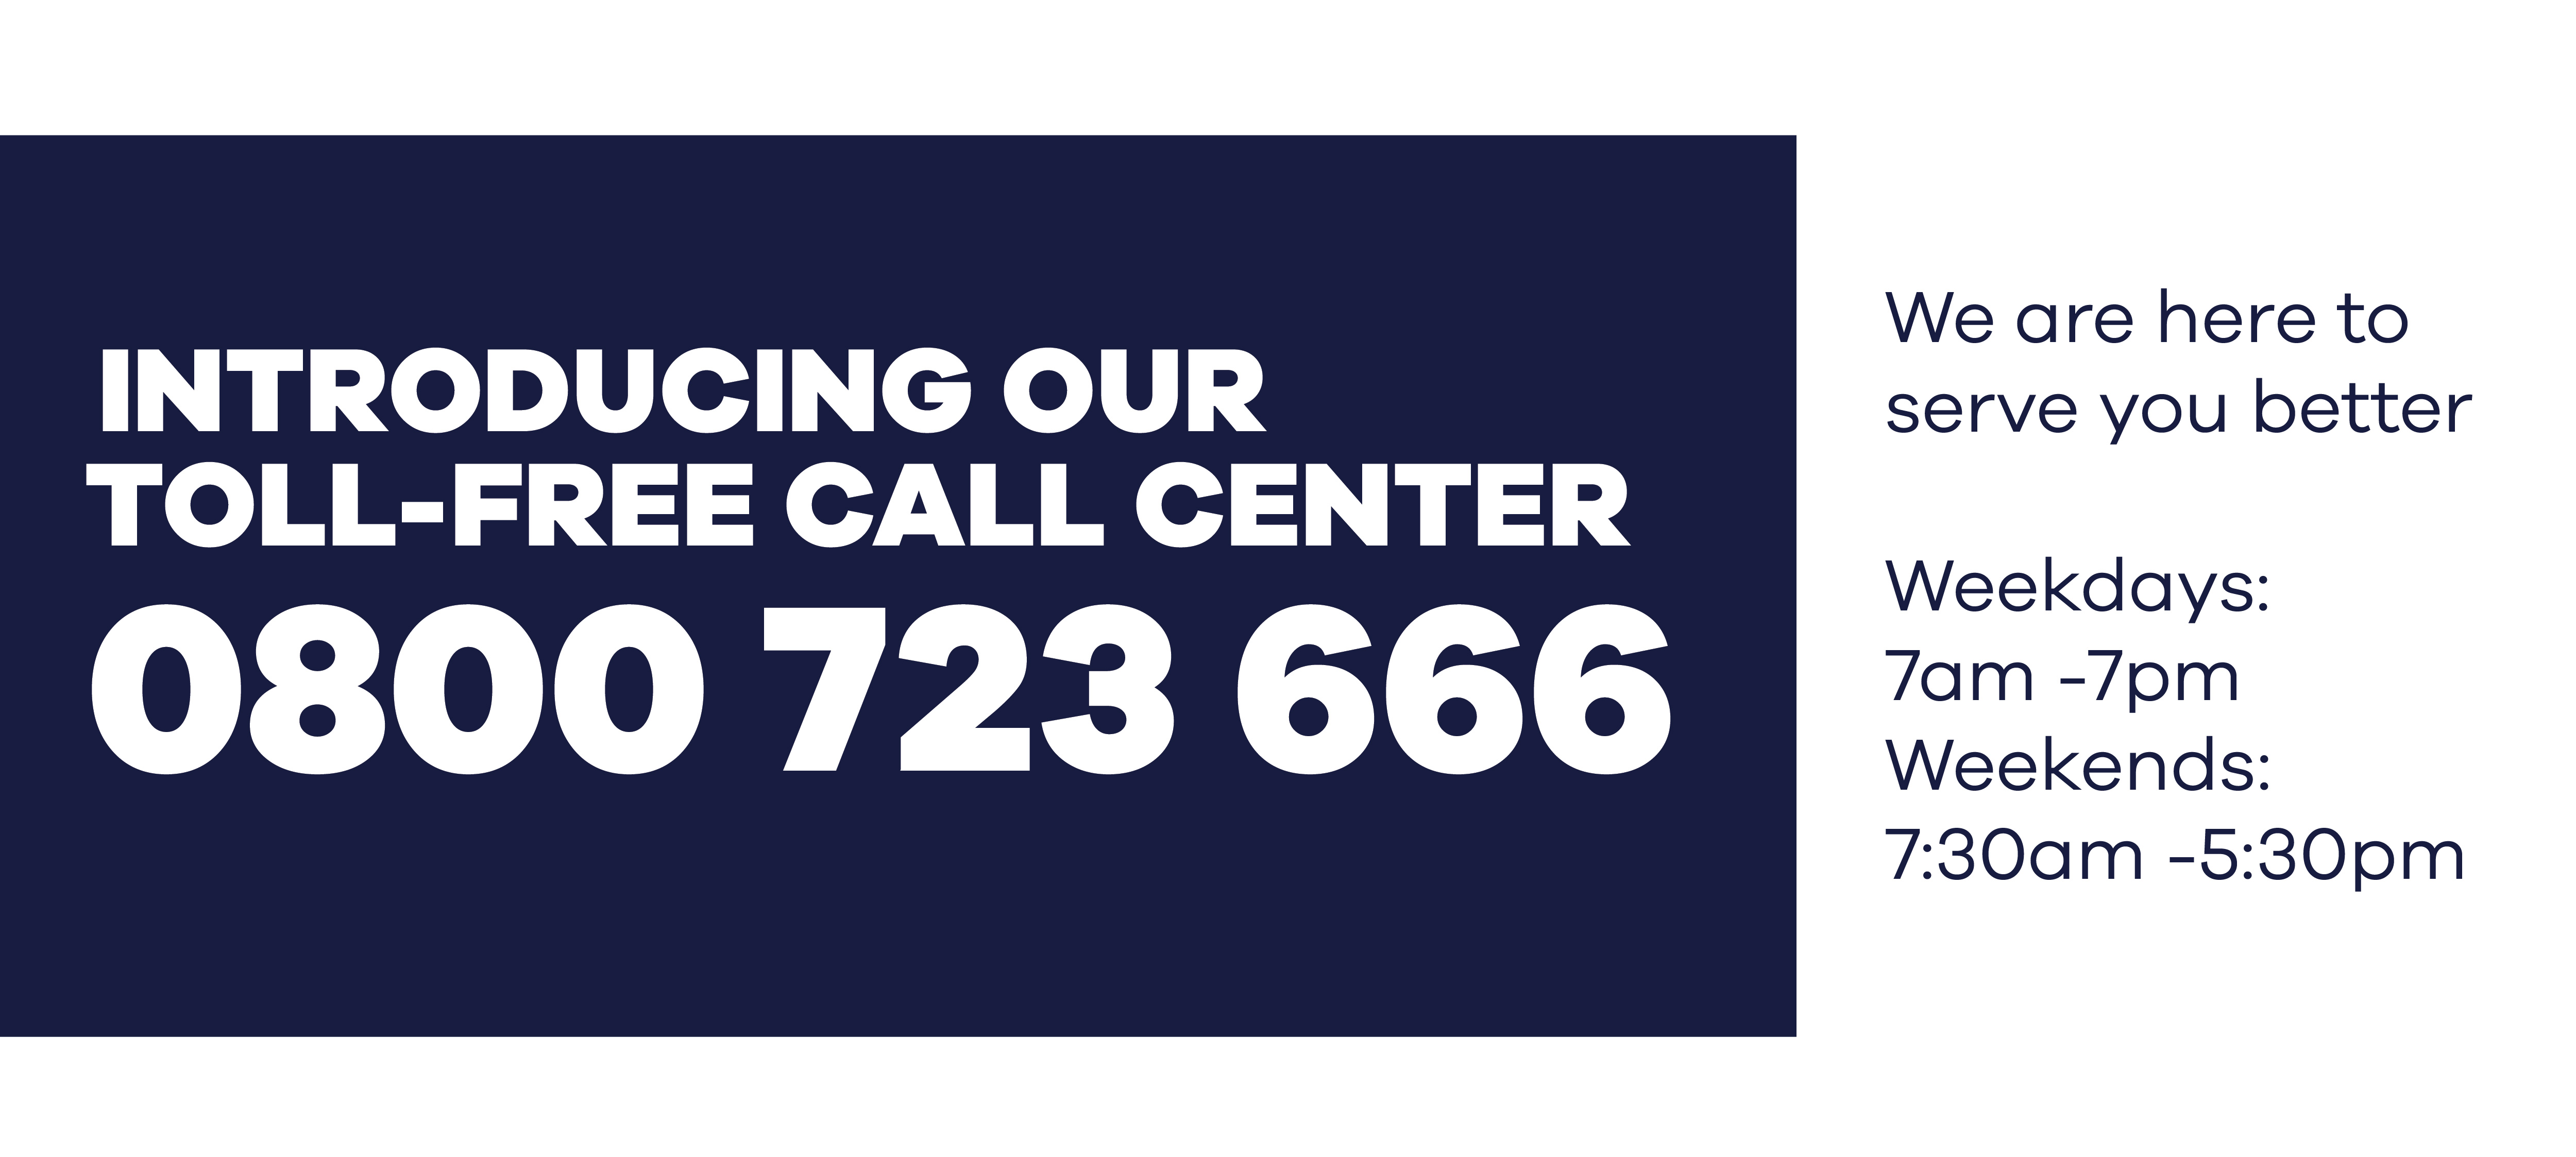 INTRODUCING OUR
TOLL-FREE CALL CENTER
0800 723 666
We are here to
serve you better
Weekdays:
7am -7pm
Weekends:
7:30am -5:30pm